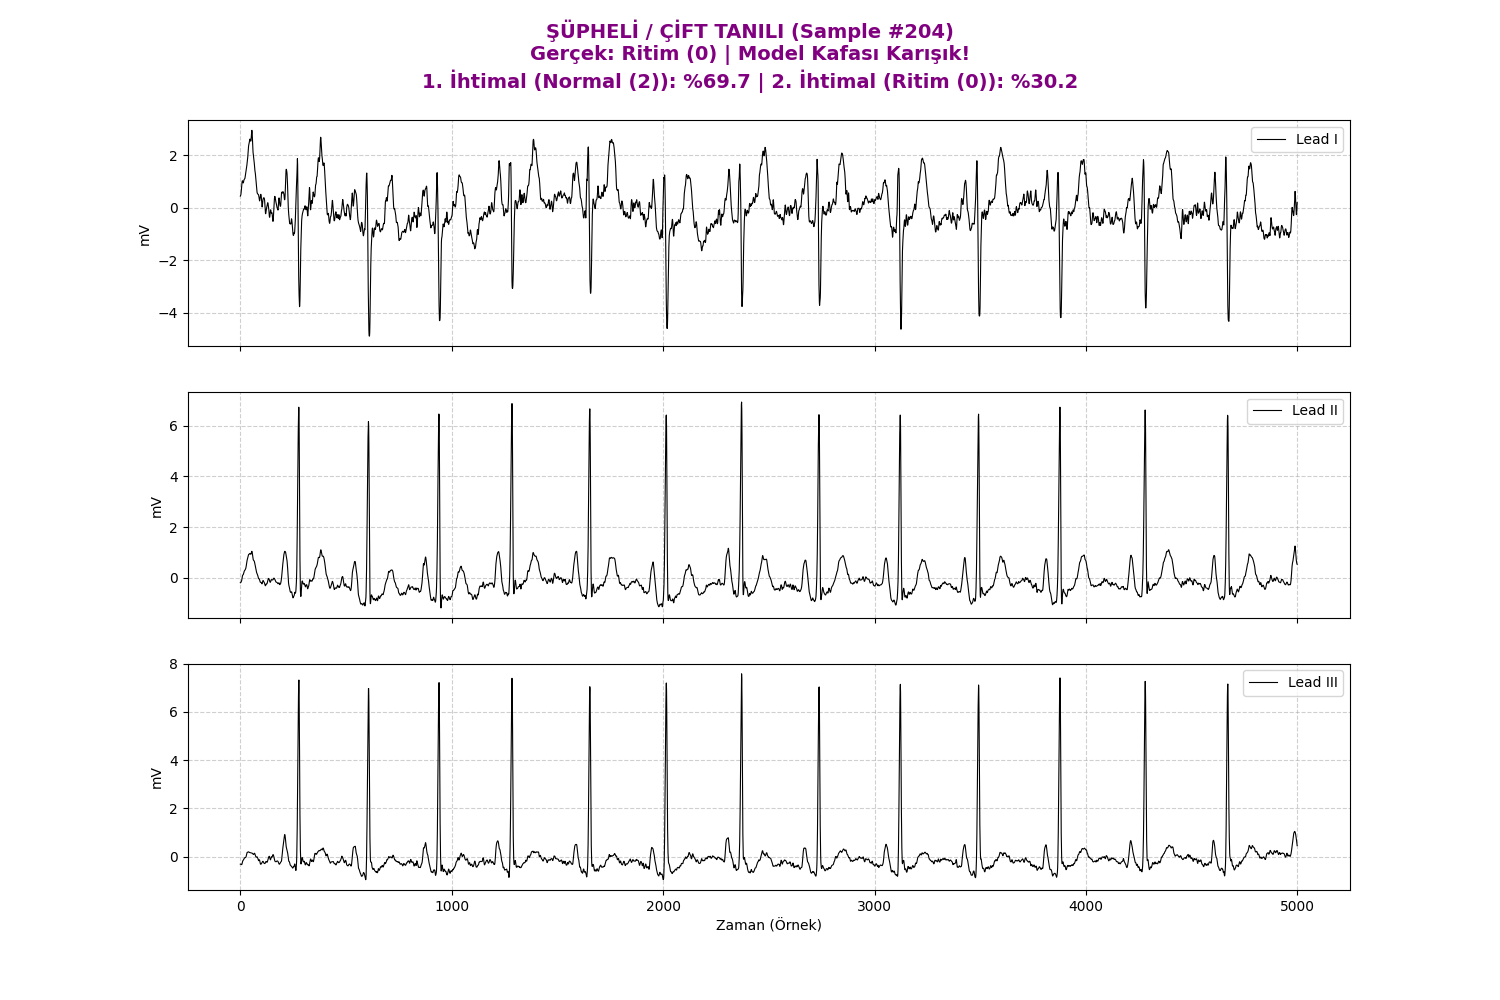 ŞÜPHELİ / ÇİFT TANILI (Sample #204)
Gerçek: Ritim (0) | Model Kafası Karışık!
1. İhtimal (Normal (2)): %69.7 | 2. İhtimal (Ritim (0)): %30.2
Lead I
2
0
−2
−4
mV
Lead II
6
4
2
0
mV
Lead III
8
6
4
2
0
mV
0 1000 2000 3000 4000 5000
Zaman (Örnek)